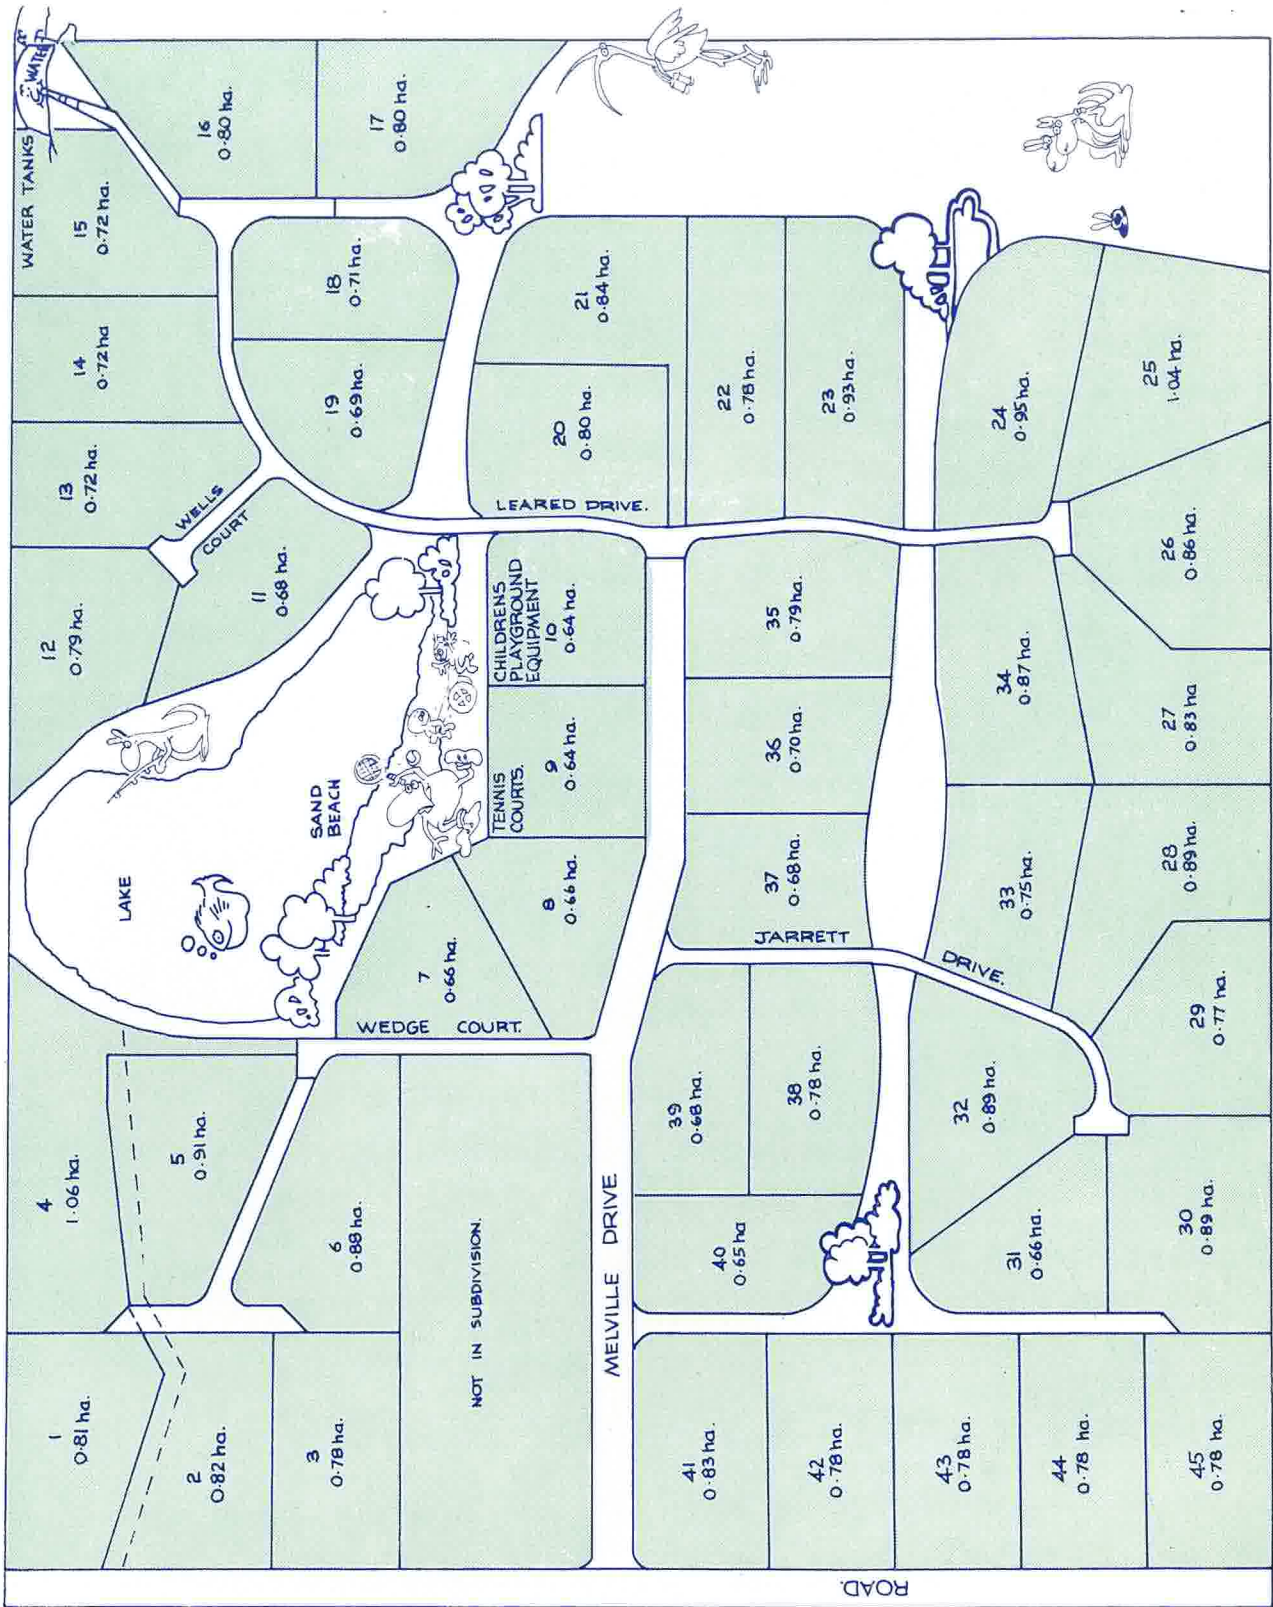 WATER TANKS
WATER
15
0.72 ha.
16
0.80 ha.
17
0.80 ha.
14
0.72 ha
13
0.72 ha.
18
0.71 ha.
19
0.69 ha.
WELLS
COURT
12
0.79 ha.
11
0.68 ha.
21
0.84 ha.
20
0.80 ha.
LEARED DRIVE.
22
0.78 ha.
23
0.93 ha.
24
0.95 ha.
25
1.04 ha.
26
0.86 ha.
27
0.83 ha
28
0.89 ha.
29
0.77 ha.
LAKE
SAND
BEACH
CHILDRENS
PLAYGROUND
EQUIPMENT
10
0.64 ha.
TENNIS
COURTS.
9
0.64 ha.
8
0.66 ha.
7
0.66 ha.
WEDGE COURT.
35
0.79 ha.
36
0.70 ha.
37
0.68 ha.
34
0.87 ha.
33
0.75 ha.
JARRETT
DRIVE.
4
1.06 ha.
5
0.91 ha.
6
0.88 ha.
39
0.68 ha.
38
0.78 ha.
32
0.89 ha.
40
0.65 ha
31
0.66 ha.
30
0.89 ha.
NOT IN SUBDIVISION.
MELVILLE DRIVE
1
0.81 ha.
2
0.82 ha.
3
0.78 ha.
41
0.83 ha.
42
0.78 ha.
43
0.78 ha.
44
0.78 ha.
45
0.78 ha.
ROAD.